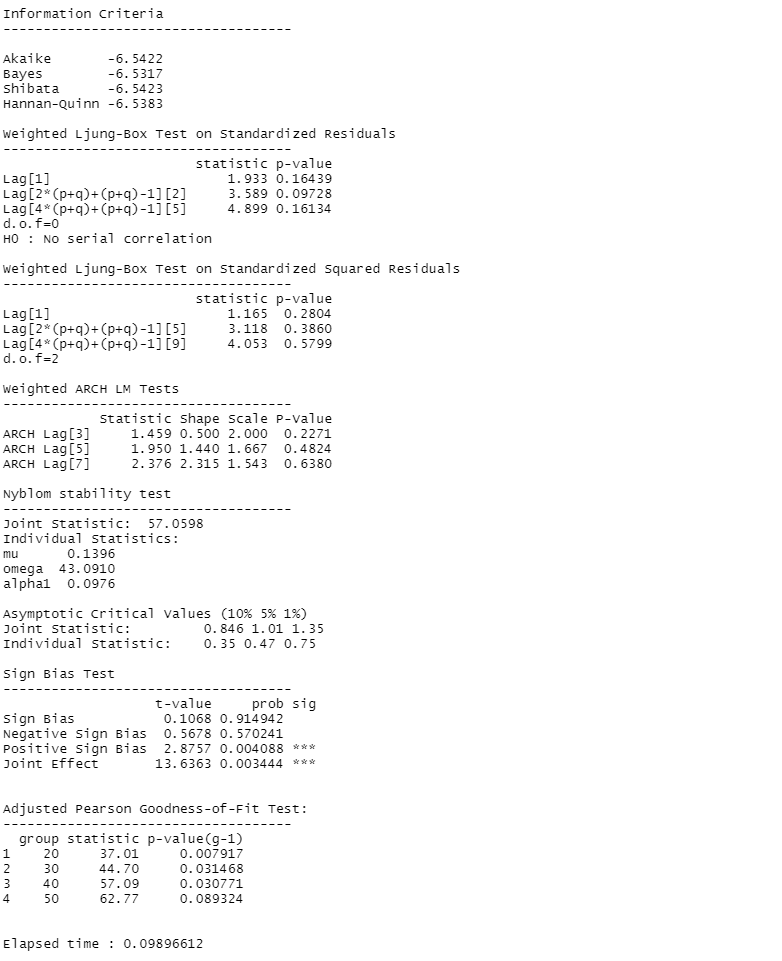 Information Criteria
------------------------------------
Akaike       -6.5422
Bayes        -6.5317
Shibata      -6.5423
Hannan-Quinn -6.5383
Weighted Ljung-Box Test on Standardized Residuals
------------------------------------
                        statistic p-value
Lag[1]                      1.933 0.16439
Lag[2*(p+q)+(p+q)-1][2]     3.589 0.09728
Lag[4*(p+q)+(p+q)-1][5]     4.899 0.16134
d.o.f=0
H0 : No serial correlation
Weighted Ljung-Box Test on Standardized Squared Residuals
------------------------------------
                        statistic p-value
Lag[1]                      1.165  0.2804
Lag[2*(p+q)+(p+q)-1][5]     3.118  0.3860
Lag[4*(p+q)+(p+q)-1][9]     4.053  0.5799
d.o.f=2
Weighted ARCH LM Tests
------------------------------------
            Statistic Shape Scale P-Value
ARCH Lag[3]     1.459 0.500 2.000  0.2271
ARCH Lag[5]     1.950 1.440 1.667  0.4824
ARCH Lag[7]     2.376 2.315 1.543  0.6380
Nyblom stability test
------------------------------------
Joint Statistic:  57.0598
Individual Statistics:
mu      0.1396
omega  43.0910
alpha1  0.0976
Asymptotic Critical Values (10% 5% 1%)
Joint Statistic:         0.846 1.01 1.35
Individual Statistic:    0.35 0.47 0.75
Sign Bias Test
------------------------------------
                   t-value     prob sig
Sign Bias           0.1068 0.914942
Negative Sign Bias  0.5678 0.570241
Positive Sign Bias  2.8757 0.004088 ***
Joint Effect       13.6363 0.003444 ***
Adjusted Pearson Goodness-of-Fit Test:
------------------------------------
  group statistic p-value(g-1)
1    20     37.01     0.007917
2    30     44.70     0.031468
3    40     57.09     0.030771
4    50     62.77     0.089324
Elapsed time : 0.09896612